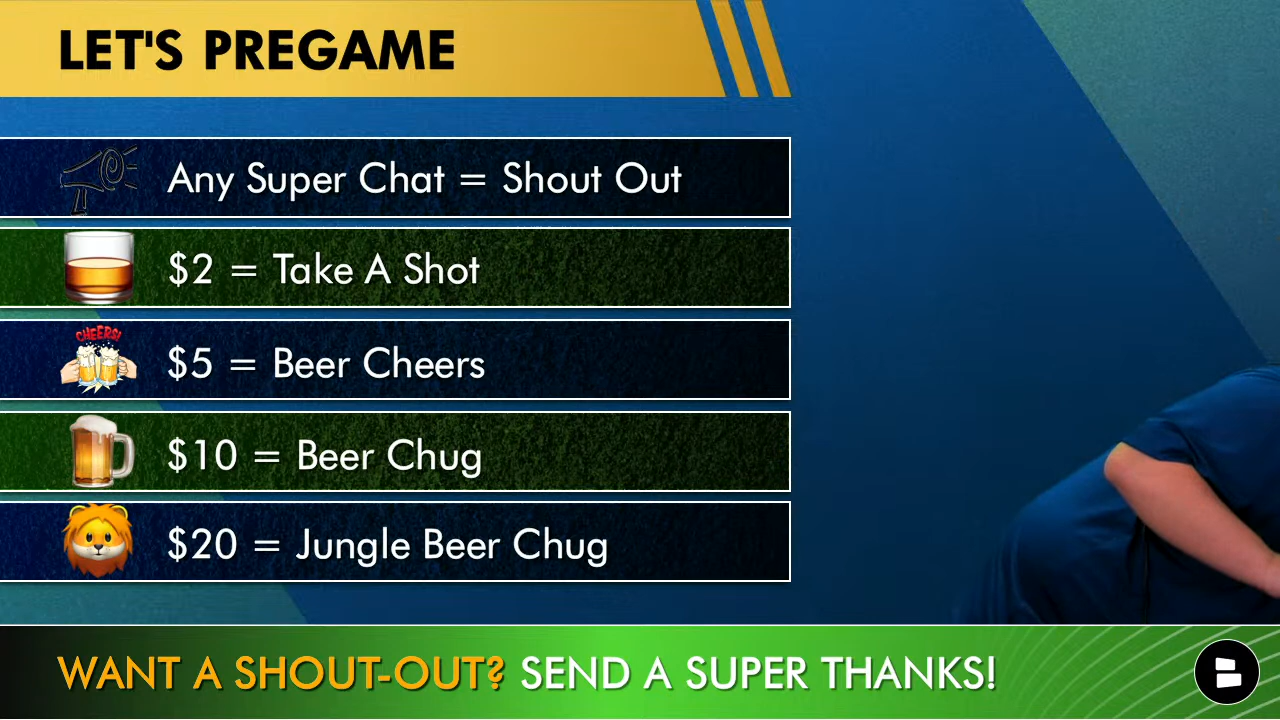 LET'S PREGAME
Any Super Chat = Shout Out
$2 = Take A Shot
CHEERS!
$5 = Beer Cheers
$10 = Beer Chug
$20 = Jungle Beer Chug
WANT A SHOUT-OUT? SEND A SUPER THANKS!